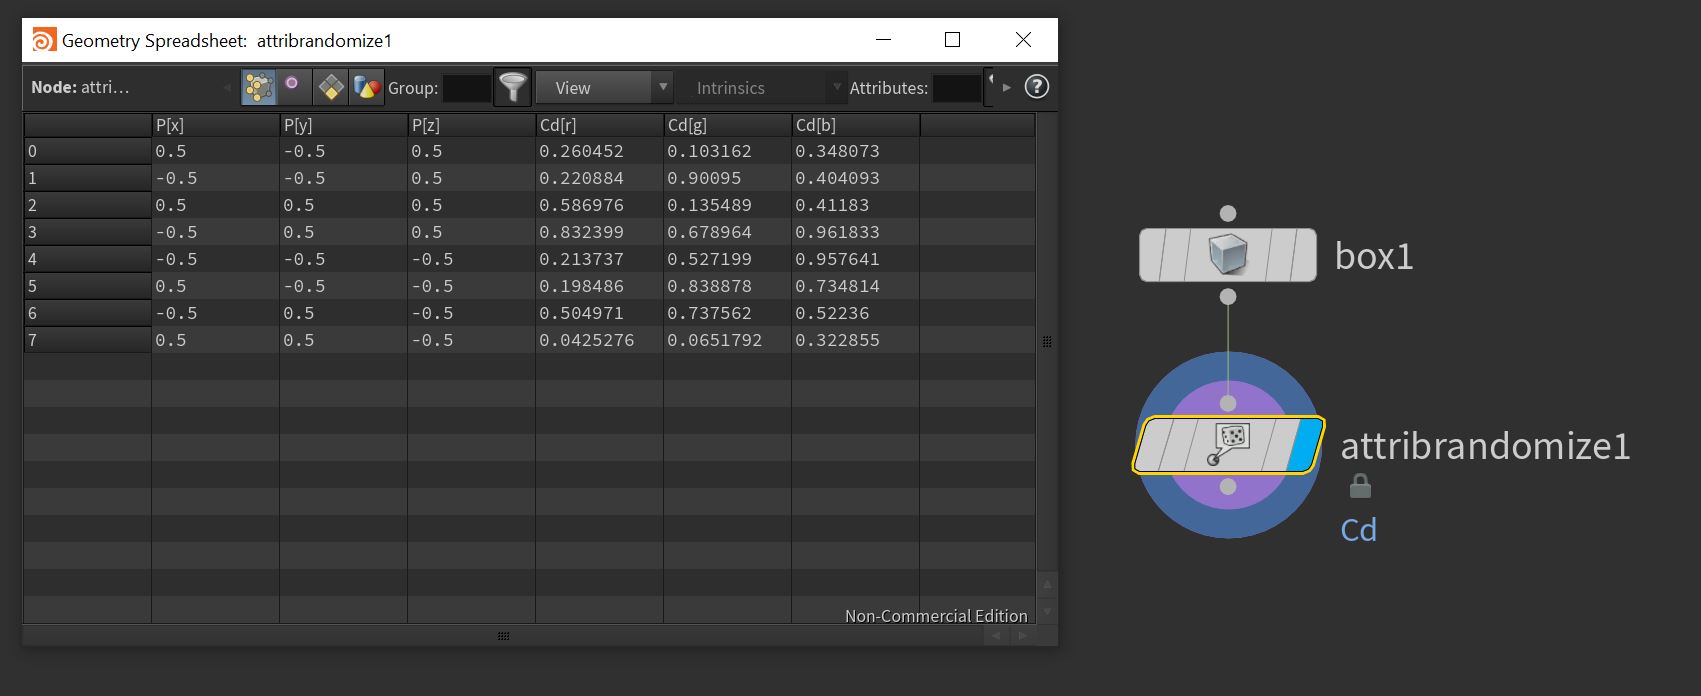 Geometry Spreadsheet: attribrandomize1
Node: attri... Group: View Intrinsics Attributes: ?
P[x] P[y] P[z] Cd[r] Cd[g] Cd[b]
0 0.5 -0.5 0.5 0.260452 0.103162 0.348073
1 -0.5 -0.5 0.5 0.220884 0.90095 0.404093
2 0.5 0.5 0.5 0.586976 0.135489 0.41183
3 -0.5 0.5 0.5 0.832399 0.678964 0.961833
4 -0.5 -0.5 -0.5 0.213737 0.527199 0.957641
5 0.5 -0.5 -0.5 0.198486 0.838878 0.734814
6 -0.5 0.5 -0.5 0.504971 0.737562 0.52236
7 0.5 0.5 -0.5 0.0425276 0.0651792 0.322855
Non-Commercial Edition
box1
attribrandomize1
Cd